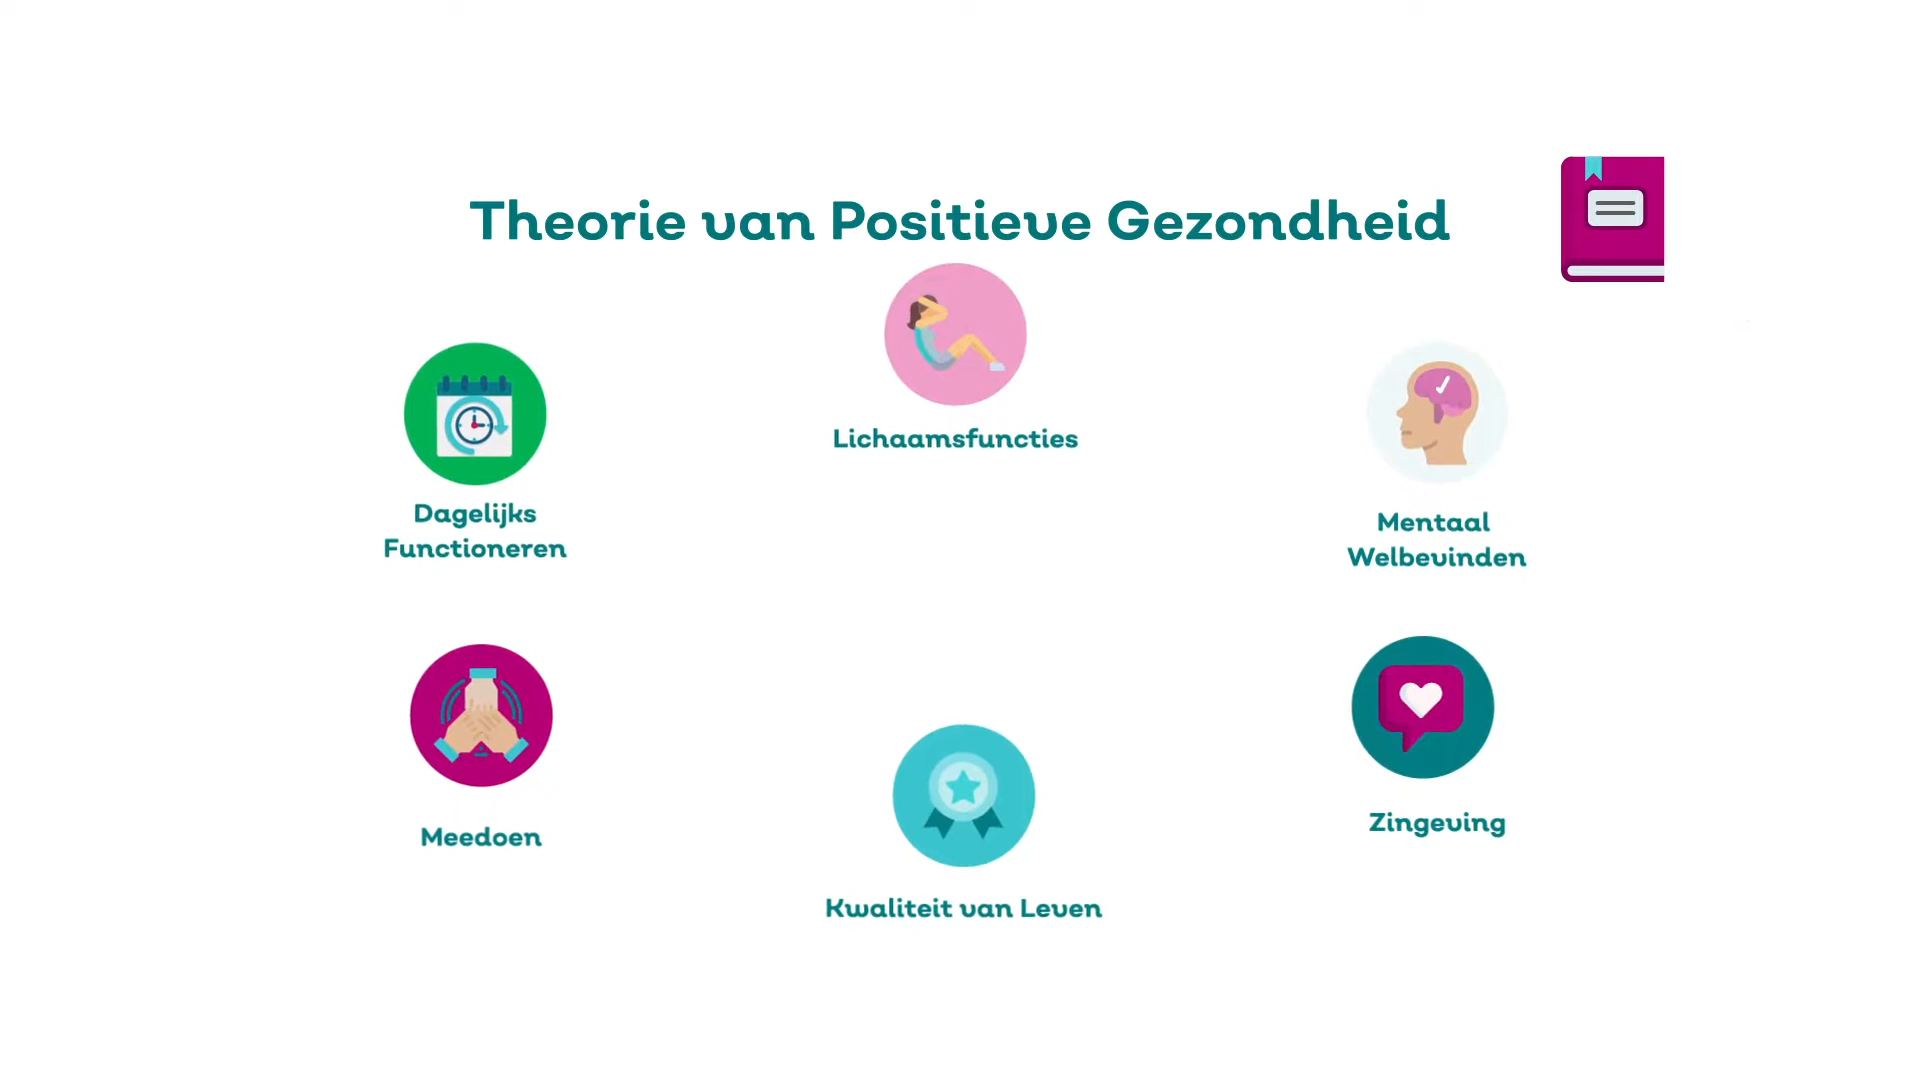 Theorie van Positieve Gezondheid
Lichaamsfuncties
Dagelijks
Functioneren
Mentaal
Welbevinden
Meedoen
Zingeving
Kwaliteit van Leven